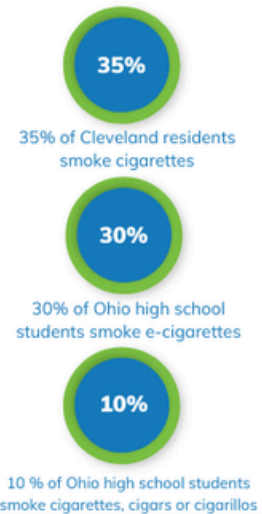 35%
35% of Cleveland residents
smoke cigarettes
30%
30% of Ohio high school
students smoke e-cigarettes
10%
10 % of Ohio high school students
smoke cigarettes, cigars or cigarillos